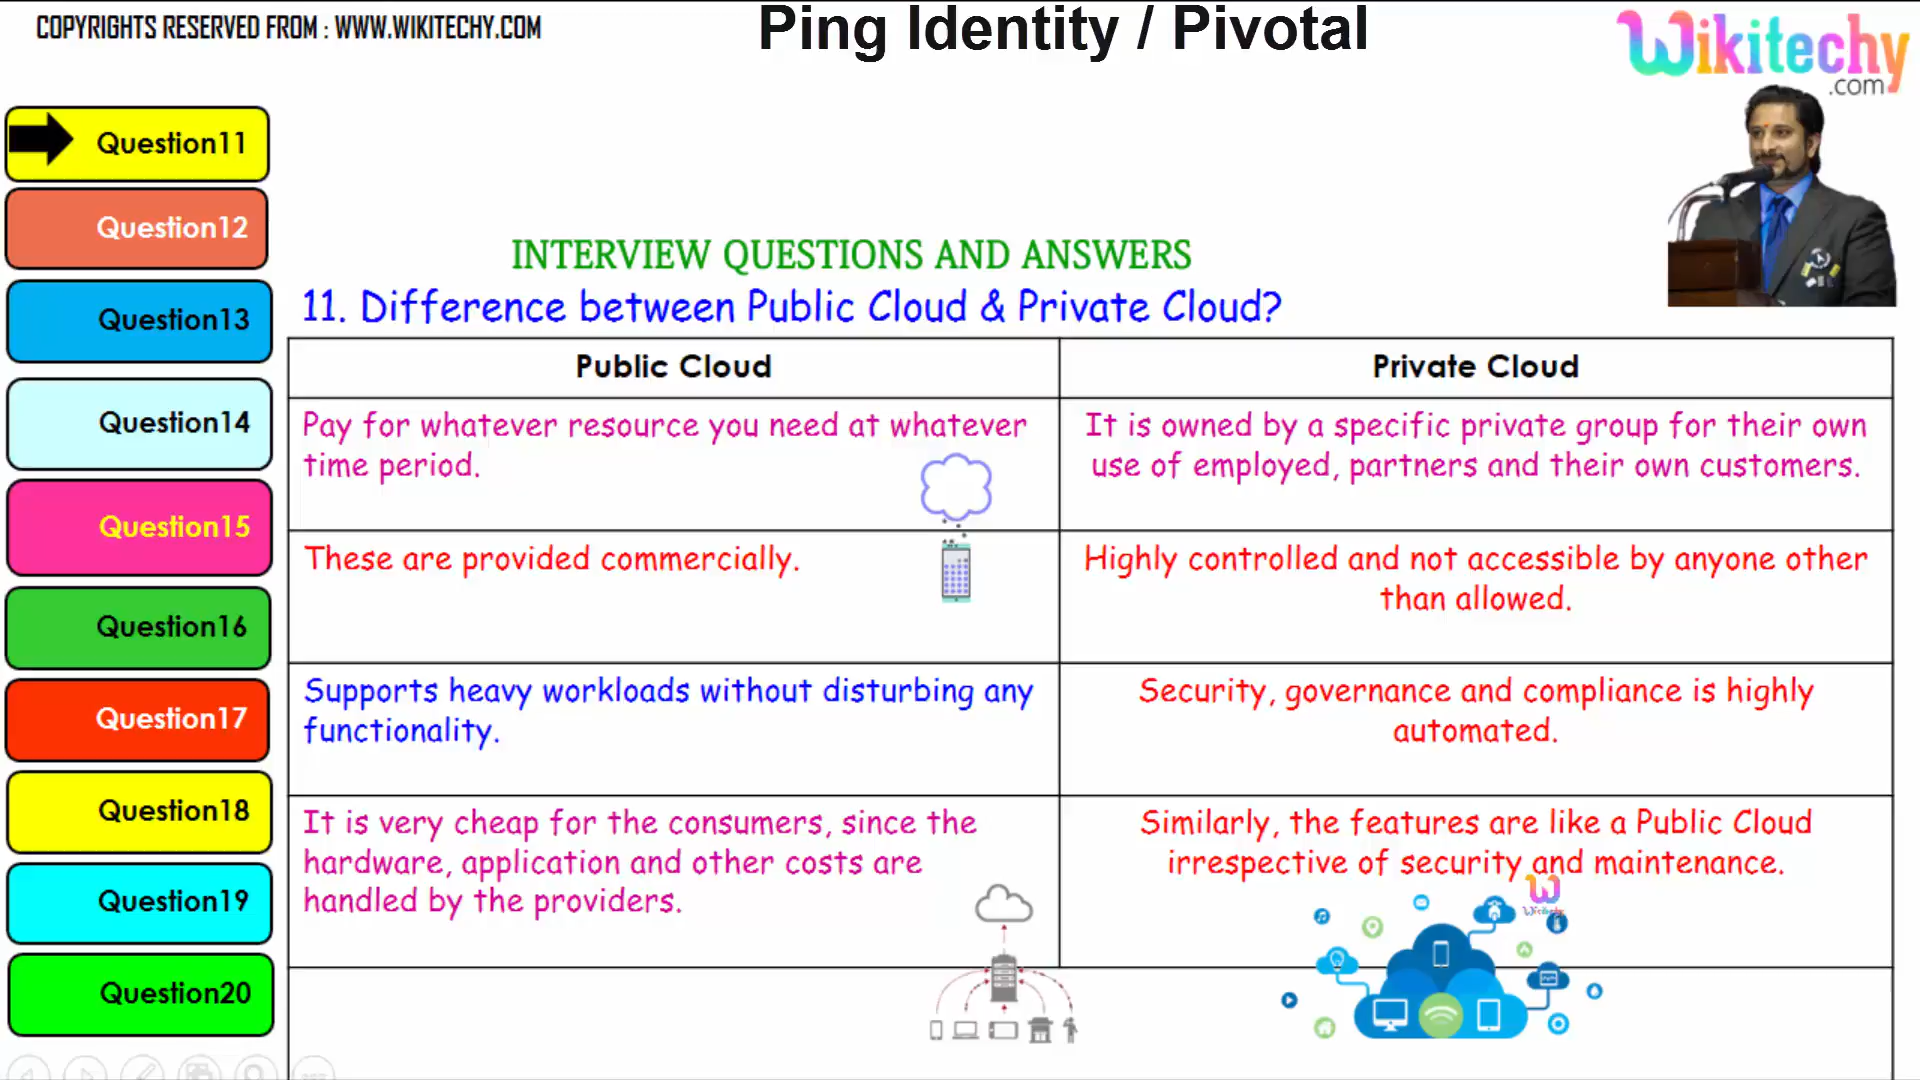 COPYRIGHTS RESERVED FROM : WWW.WIKITECHY.COM
Ping Identity / Pivotal
Wikitechy
.com
Question11
Question12
Question13
Question14
Question15
Question16
Question17
Question18
Question19
Question20
INTERVIEW QUESTIONS AND ANSWERS
11. Difference between Public Cloud & Private Cloud?
Public Cloud
Private Cloud
Pay for whatever resource you need at whatever
time period.
It is owned by a specific private group for their own
use of employed, partners and their own customers.
These are provided commercially.
Highly controlled and not accessible by anyone other
than allowed.
Supports heavy workloads without disturbing any
functionality.
Security, governance and compliance is highly
automated.
It is very cheap for the consumers, since the
hardware, application and other costs are
handled by the providers.
Similarly, the features are like a Public Cloud
irrespective of security and maintenance.
W
Wikitechy